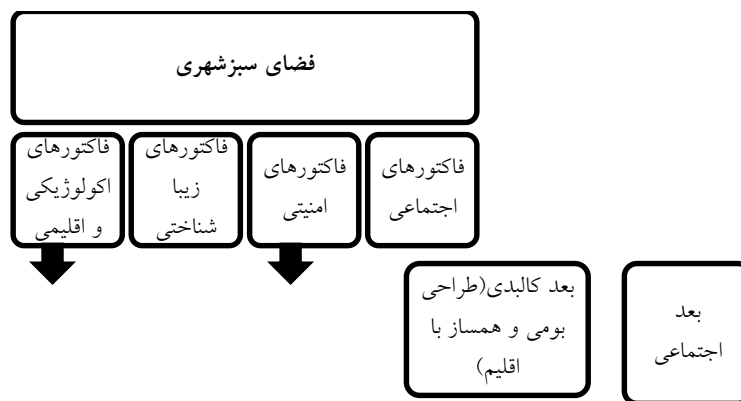 فضای سبزشهری
فاکتورهای
اجتماعی
فاکتورهای
امنیتی
فاکتورهای
زیبا
شناختی
فاکتورهای
اکولوژیکی
و اقلیمی
بعد
اجتماعی
بعد کالبدی(طراحی
بومی و همساز با
اقلیم)